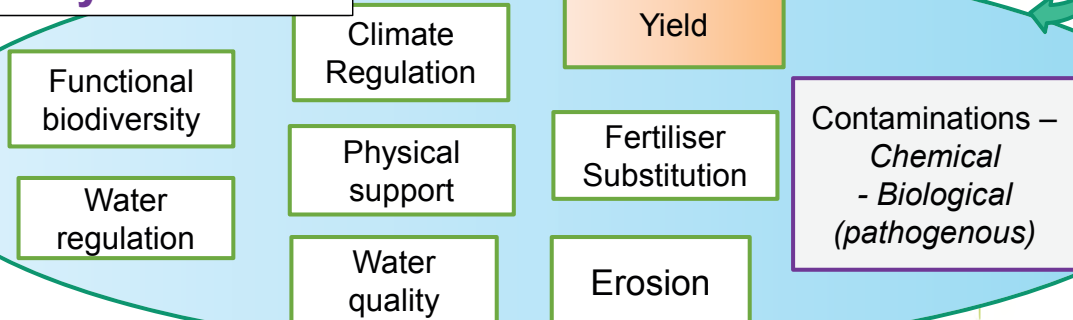 Climate
Regulation
Yield
Functional
biodiversity
Contaminations –
Chemical
- Biological
(pathogenous)
Physical
support
Fertiliser
Substitution
Water
regulation
Water
quality
Erosion